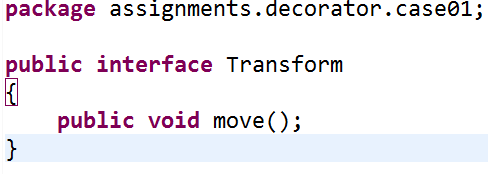 package assignments.decorator.case01;
public interface Transform
{
    public void move();
}